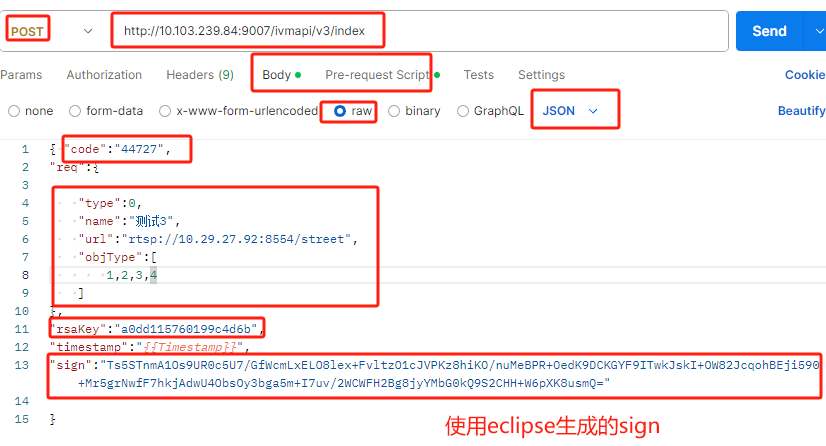 POST http://10.103.239.84:9007/ivmapi/v3/index Send
Params Authorization Headers (9) Body Pre-request Script Tests Settings Cookie
none form-data x-www-form-urlencoded raw binary GraphQL JSON Beautify
1 { "code":"44727",
2 "req":{
3
4 "type":0,
5 "name":"测试3",
6 "url":"rtsp://10.29.27.92:8554/street",
7 "objType":[
8 1,2,3,4
9 ]
10 },
11 "rsaKey":"a0dd115760199c4d6b",
12 "timestamp":"{{Timestamp}}",
13 "sign":"Ts5STnmA1Os9UR0c5U7/GfWcmLxELO8lex+FvltzO1cJVPKz8hiKO/nuMeBPR+OedK9DCKGYF9ITwkJskI+OW82JcqohBEji590
+Mr5grNwfF7hkjAdwU4ObsOy3bga5m+I7uv/2WCWFH2Bg8jyYMbG0kQ9S2CHH+W6pXK8usmQ="
14
15 }
使用eclipse生成的sign